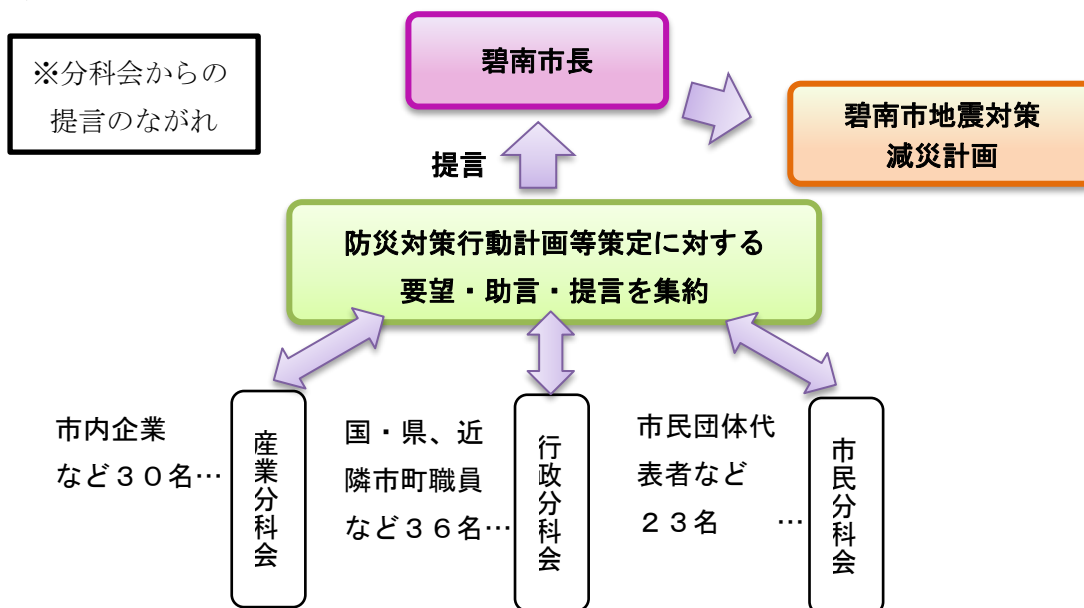 ※分科会からの
提言のながれ
碧南市長
碧南市地震対策
減災計画
提言
防災対策行動計画等策定に対する
要望・助言・提言を集約
市内企業
など３０名…
産業分科会
国・県、近
隣市町職員
など３６名…
行政分科会
市民団体代
表者など
２３名　…
市民分科会